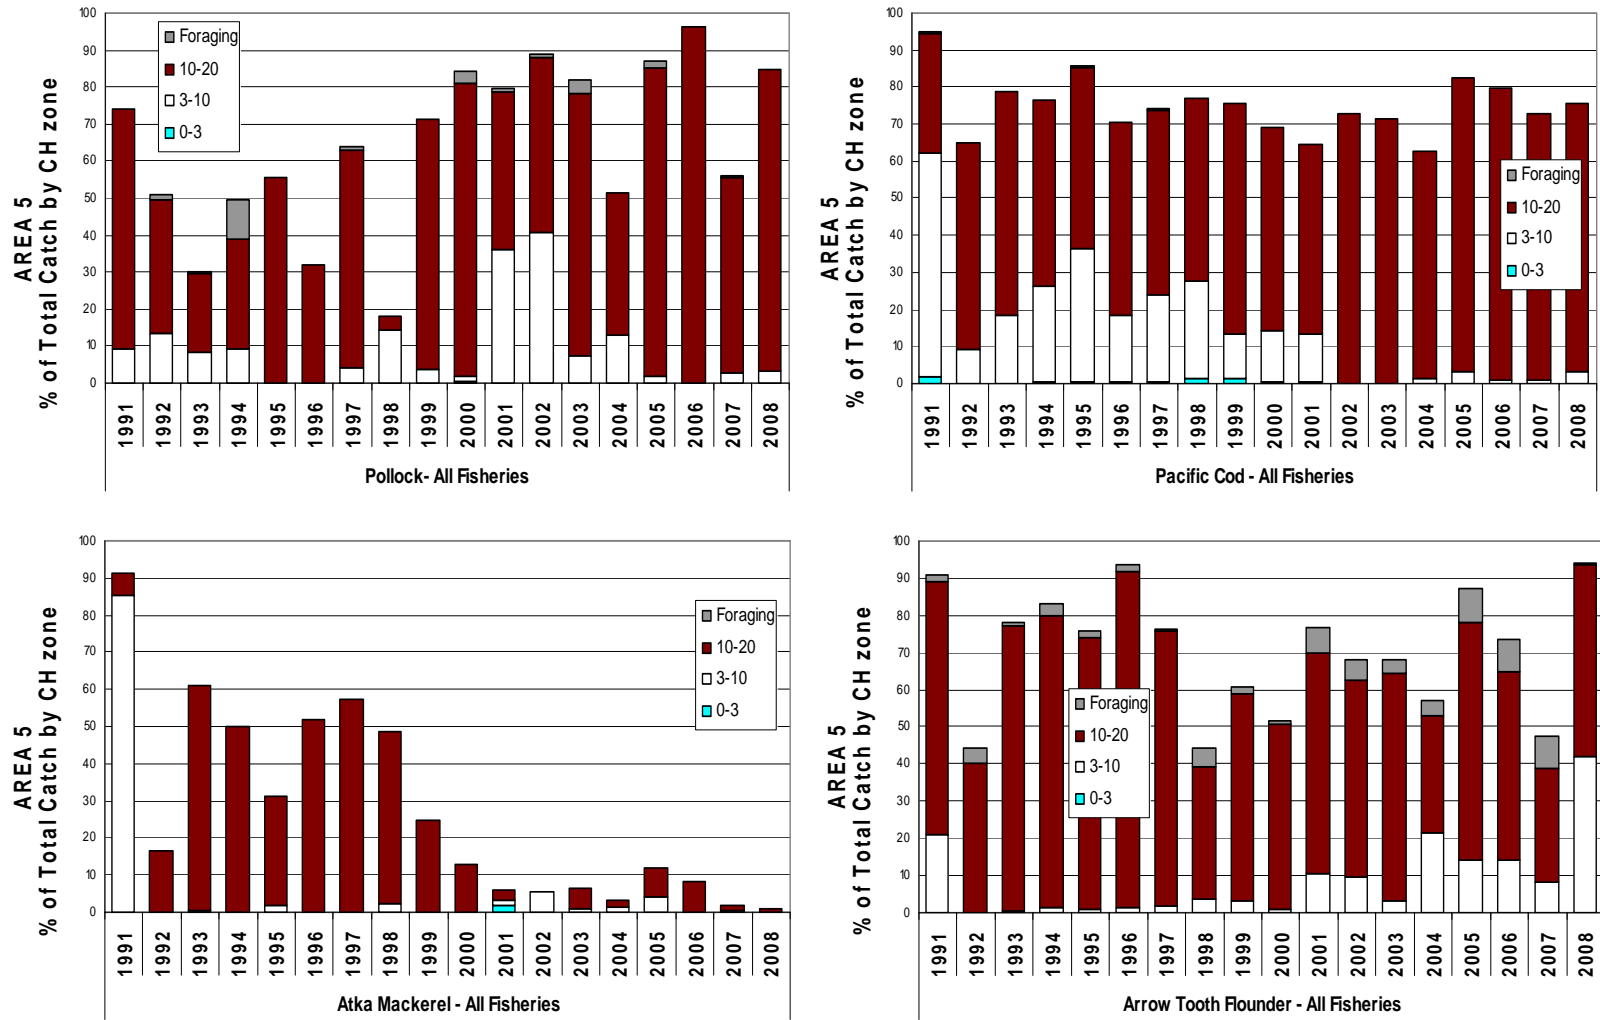 AREA 5
% of Total Catch by CH zone
100
90
80
70
60
50
40
30
20
10
0
Foraging
10-20
3-10
0-3
1991 1992 1993 1994 1995 1996 1997 1998 1999 2000 2001 2002 2003 2004 2005 2006 2007 2008
Pollock- All Fisheries
AREA 5
% of Total Catch by CH zone
100
90
80
70
60
50
40
30
20
10
0
Foraging
10-20
3-10
0-3
1991 1992 1993 1994 1995 1996 1997 1998 1999 2000 2001 2002 2003 2004 2005 2006 2007 2008
Pacific Cod - All Fisheries
AREA 5
% of Total Catch by CH zone
100
90
80
70
60
50
40
30
20
10
0
Foraging
10-20
3-10
0-3
1991 1992 1993 1994 1995 1996 1997 1998 1999 2000 2001 2002 2003 2004 2005 2006 2007 2008
Atka Mackerel - All Fisheries
AREA 5
% of Total Catch by CH zone
100
90
80
70
60
50
40
30
20
10
0
Foraging
10-20
3-10
0-3
1991 1992 1993 1994 1995 1996 1997 1998 1999 2000 2001 2002 2003 2004 2005 2006 2007 2008
Arrow Tooth Flounder - All Fisheries